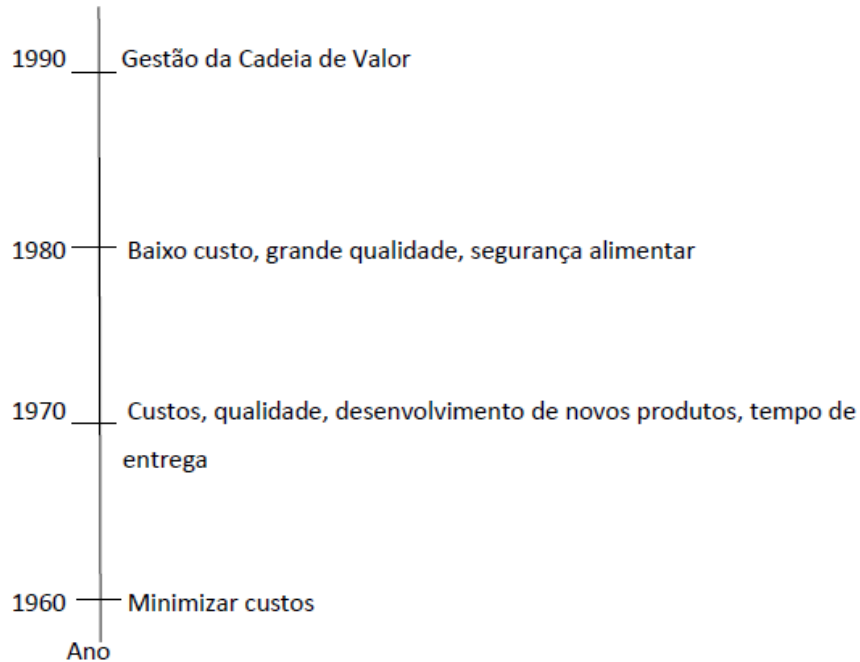 1990 Gestão da Cadeia de Valor
1980 Baixo custo, grande qualidade, segurança alimentar
1970 Custos, qualidade, desenvolvimento de novos produtos, tempo de
entrega
1960 Minimizar custos
Ano